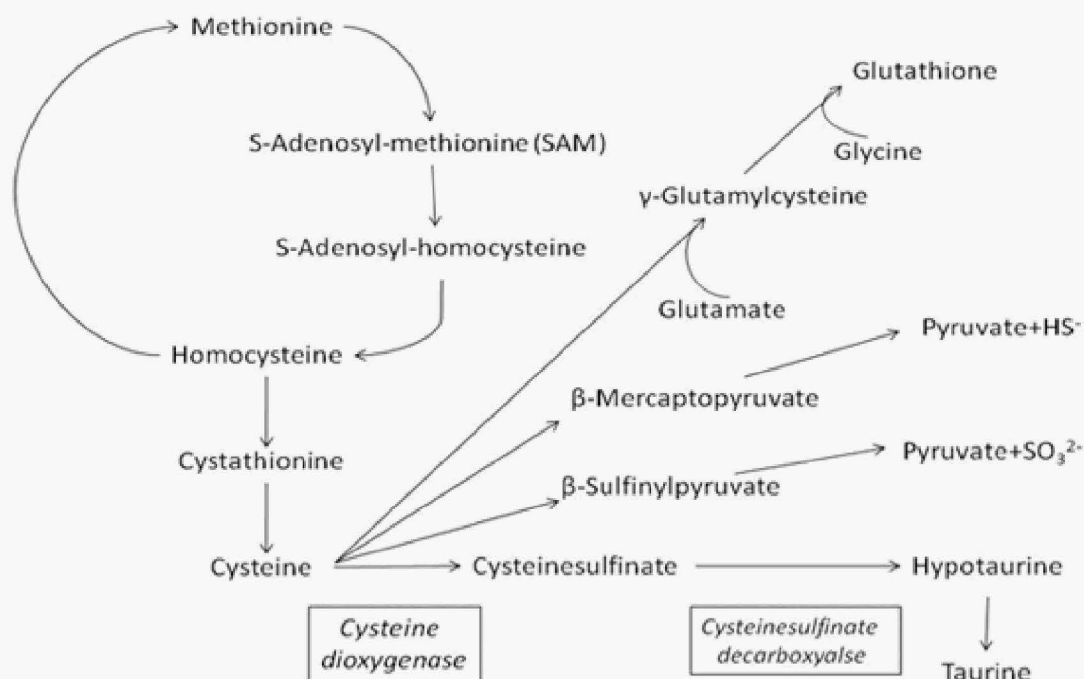 Methionine
Glutathione
S-Adenosyl-methionine (SAM)
Glycine
γ-Glutamylcysteine
S-Adenosyl-homocysteine
Glutamate
Pyruvate+HS⁻
Homocysteine
β-Mercaptopyruvate
Pyruvate+SO₃²⁻
Cystathionine
β-Sulfinylpyruvate
Cysteine
Cysteinesulfinate
Hypotaurine
Cysteine
dioxygenase
Cysteinesulfinate
decarboxyalse
Taurine